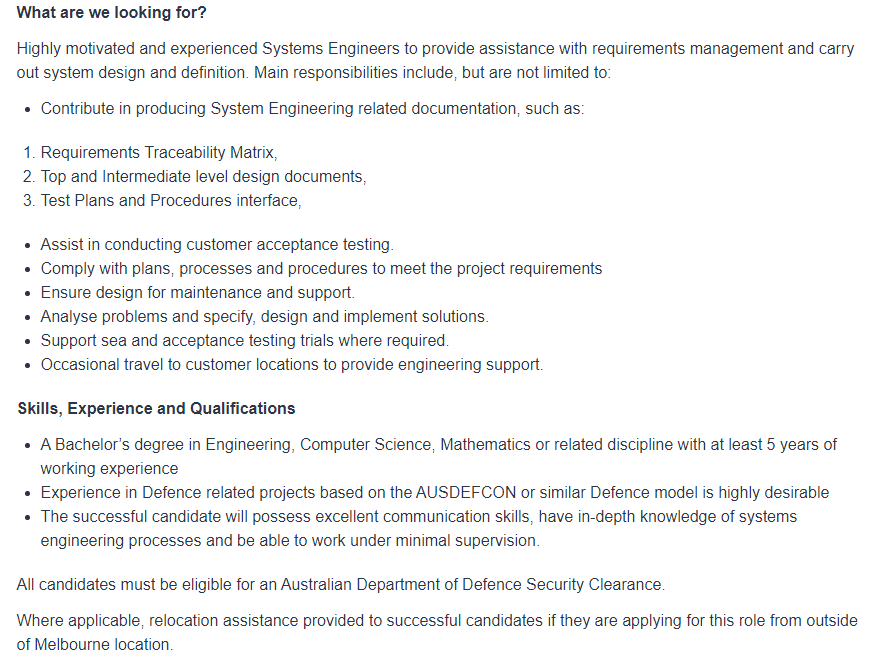 What are we looking for?
Highly motivated and experienced Systems Engineers to provide assistance with requirements management and carry
out system design and definition. Main responsibilities include, but are not limited to:
• Contribute in producing System Engineering related documentation, such as:
1. Requirements Traceability Matrix,
2. Top and Intermediate level design documents,
3. Test Plans and Procedures interface,
• Assist in conducting customer acceptance testing.
• Comply with plans, processes and procedures to meet the project requirements
• Ensure design for maintenance and support.
• Analyse problems and specify, design and implement solutions.
• Support sea and acceptance testing trials where required.
• Occasional travel to customer locations to provide engineering support.
Skills, Experience and Qualifications
• A Bachelor’s degree in Engineering, Computer Science, Mathematics or related discipline with at least 5 years of
working experience
• Experience in Defence related projects based on the AUSDEFCON or similar Defence model is highly desirable
• The successful candidate will possess excellent communication skills, have in-depth knowledge of systems
engineering processes and be able to work under minimal supervision.
All candidates must be eligible for an Australian Department of Defence Security Clearance.
Where applicable, relocation assistance provided to successful candidates if they are applying for this role from outside
of Melbourne location.